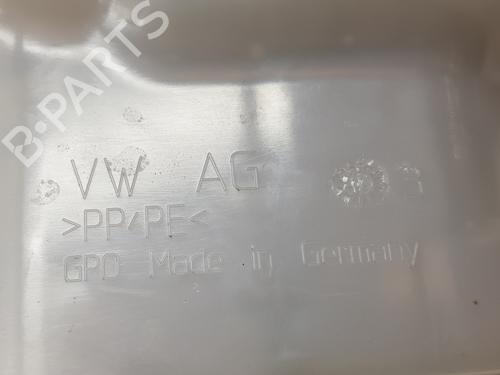 B-PARTS
VW AG
>PP/PE<
GPO Made in Germany